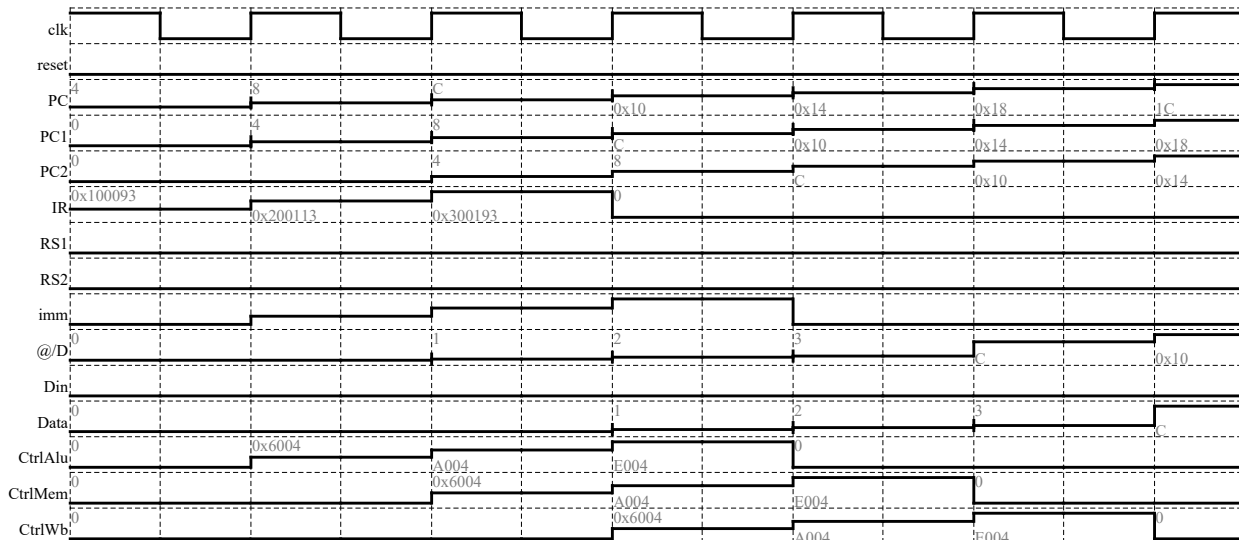 clk
reset
4 8 C
PC 0x10 0x14 0x18 1C
0 4 8
PC1 C 0x10 0x14 0x18
0 4 8
PC2 C 0x10 0x14
0x100093 0
IR 0x200113 0x300193
RS1
RS2
imm
0 1 2 3
@/D C 0x10
Din
0 1 2 3
Data C
0 0x6004 0
CtrlAlu A004 E004
0 0x6004 0
CtrlMem A004 E004
0 0x6004 0
CtrlWb A004 E004